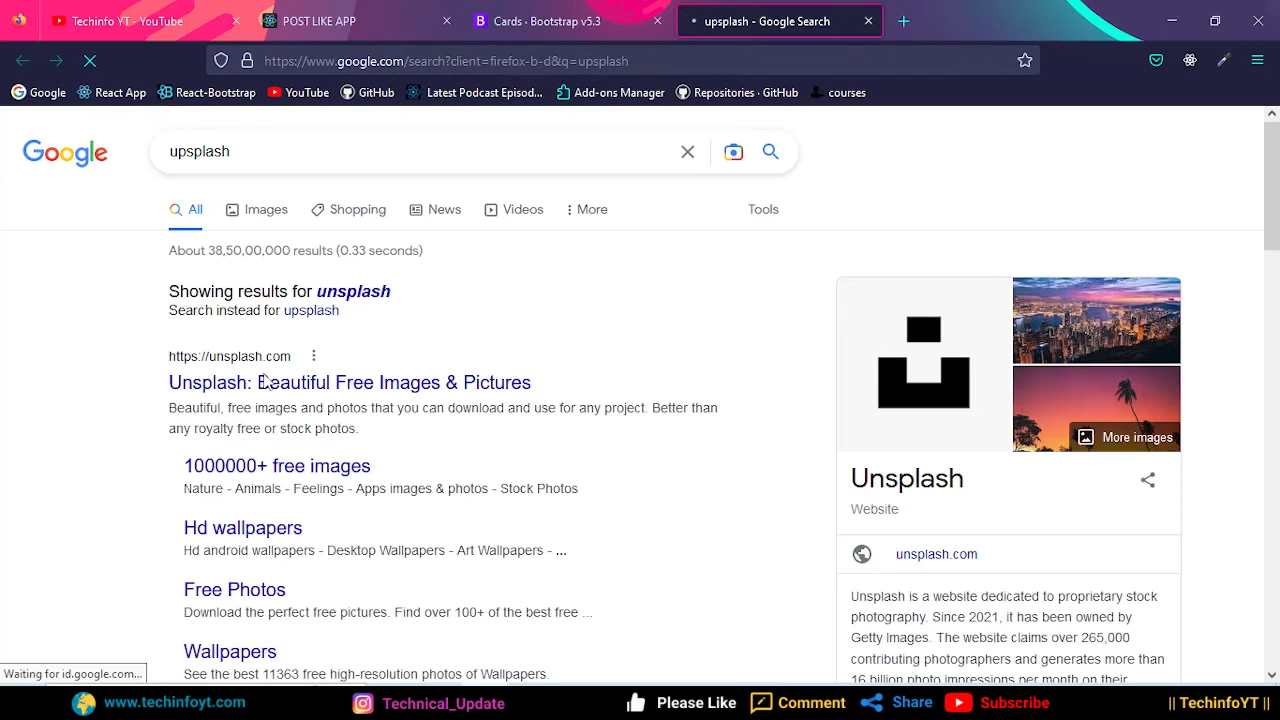 Techinfo YT - YouTube
POST LIKE APP
Cards · Bootstrap v5.3
upsplash - Google Search
https://www.google.com/search?client=firefox-b-d&q=upsplash
Google
React App
React-Bootstrap
YouTube
GitHub
Latest Podcast Episod...
Add-ons Manager
Repositories · GitHub
courses
Google
upsplash
All
Images
Shopping
News
Videos
More
Tools
About 38,50,00,000 results (0.33 seconds)
Showing results for unsplash
Search instead for upsplash
https://unsplash.com
Unsplash: Beautiful Free Images & Pictures
Beautiful, free images and photos that you can download and use for any project. Better than
any royalty free or stock photos.
1000000+ free images
Nature - Animals - Feelings - Apps images & photos - Stock Photos
Hd wallpapers
Hd android wallpapers - Desktop Wallpapers - Art Wallpapers - ...
Free Photos
Download the perfect free pictures. Find over 100+ of the best free ...
Wallpapers
See the best 11363 free high-resolution photos of Wallpapers.
More images
Unsplash
Website
unsplash.com
Unsplash is a website dedicated to proprietary stock
photography. Since 2021, it has been owned by
Getty Images. The website claims over 265,000
contributing photographers and generates more than
16 billion photo impressions per month on their
Waiting for id.google.com...
www.techinfoyt.com
Technical_Update
Please Like
Comment
Share
Subscribe
|| TechinfoYT ||